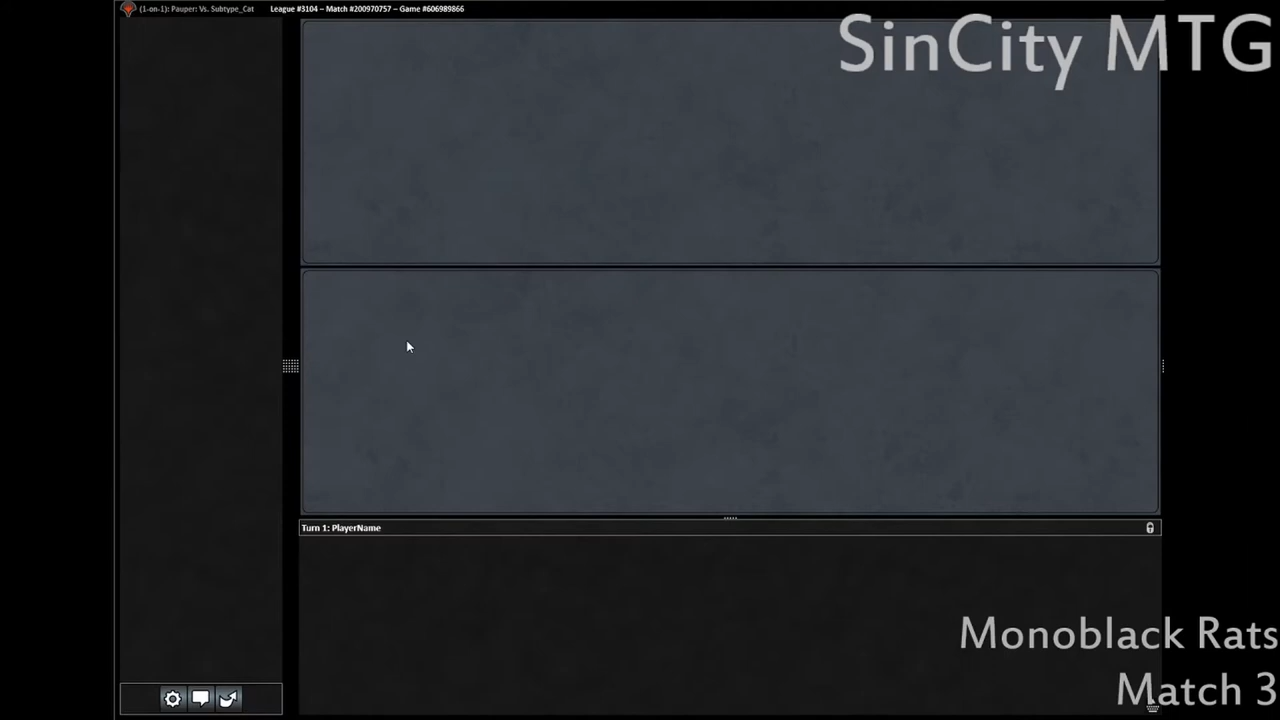 (1-on-1): Pauper: Vs. Subtype_Cat League #3104 – Match #200970757 – Game #606989866
SinCity MTG
Turn 1: PlayerName
Monoblack Rats
Match 3